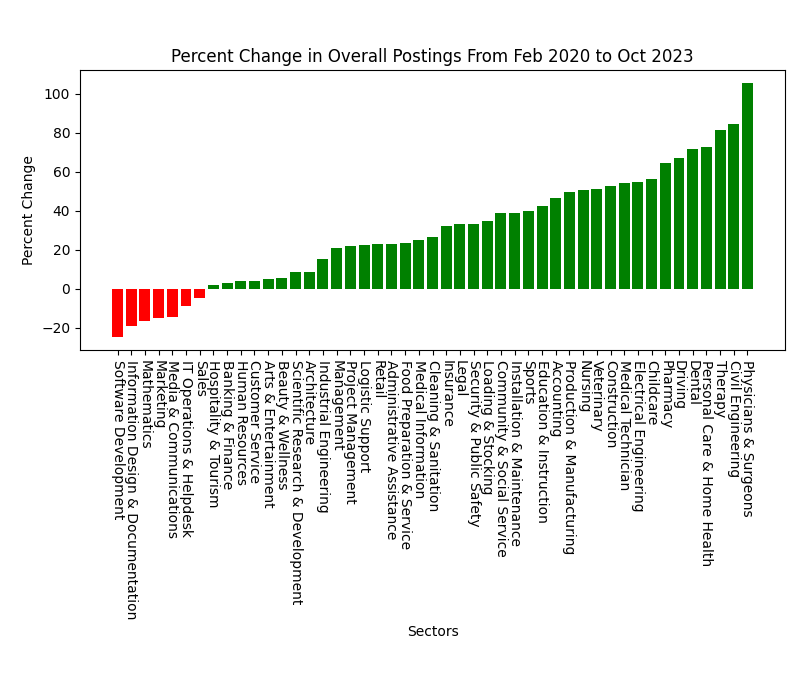 Percent Change in Overall Postings From Feb 2020 to Oct 2023
Percent Change
100
80
60
40
20
0
−20
Software Development
Information Design & Documentation
Mathematics
Marketing
Media & Communications
IT Operations & Helpdesk
Sales
Hospitality & Tourism
Banking & Finance
Human Resources
Customer Service
Arts & Entertainment
Beauty & Wellness
Scientific Research & Development
Architecture
Industrial Engineering
Management
Project Management
Logistic Support
Retail
Administrative Assistance
Food Preparation & Service
Medical Information
Cleaning & Sanitation
Insurance
Legal
Security & Public Safety
Loading & Stocking
Community & Social Service
Installation & Maintenance
Sports
Education & Instruction
Accounting
Production & Manufacturing
Nursing
Veterinary
Construction
Medical Technician
Electrical Engineering
Childcare
Pharmacy
Driving
Dental
Personal Care & Home Health
Therapy
Civil Engineering
Physicians & Surgeons
Sectors